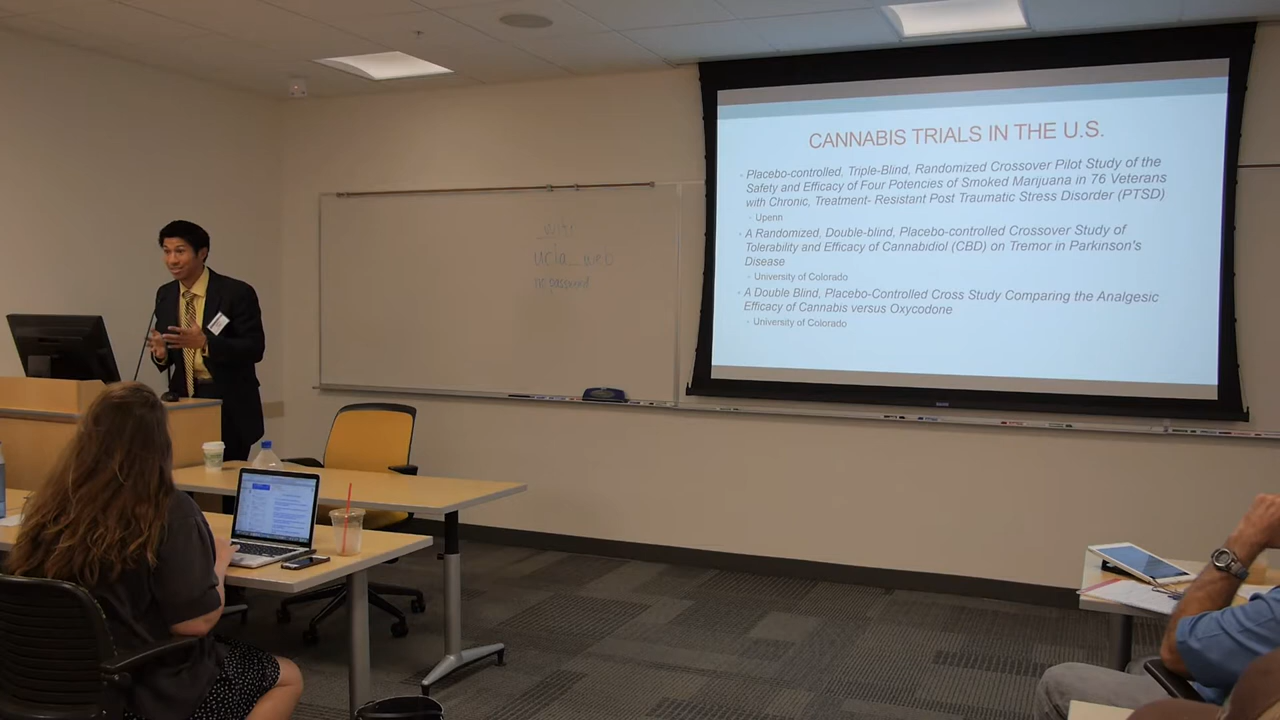 CANNABIS TRIALS IN THE U.S.
Placebo-controlled, Triple-Blind, Randomized Crossover Pilot Study of the
Safety and Efficacy of Four Potencies of Smoked Marijuana in 76 Veterans
with Chronic, Treatment- Resistant Post Traumatic Stress Disorder (PTSD)
Upenn
A Randomized, Double-blind, Placebo-controlled Crossover Study of
Tolerability and Efficacy of Cannabidiol (CBD) on Tremor in Parkinson's
Disease
University of Colorado
A Double Blind, Placebo-Controlled Cross Study Comparing the Analgesic
Efficacy of Cannabis versus Oxycodone
University of Colorado
ucla_web
no password